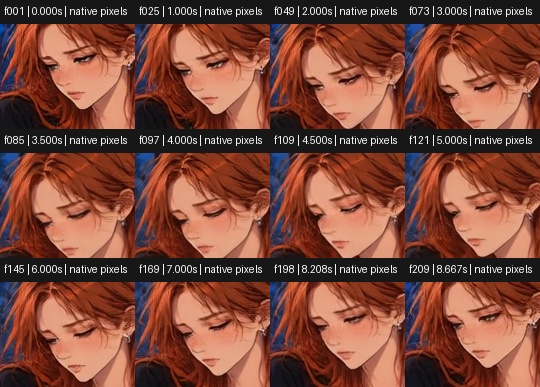 f001 | 0.000s | native pixels
f025 | 1.000s | native pixels
f049 | 2.000s | native pixels
f073 | 3.000s | native pixels
f085 | 3.500s | native pixels
f097 | 4.000s | native pixels
f109 | 4.500s | native pixels
f121 | 5.000s | native pixels
f145 | 6.000s | native pixels
f169 | 7.000s | native pixels
f198 | 8.208s | native pixels
f209 | 8.667s | native pixels